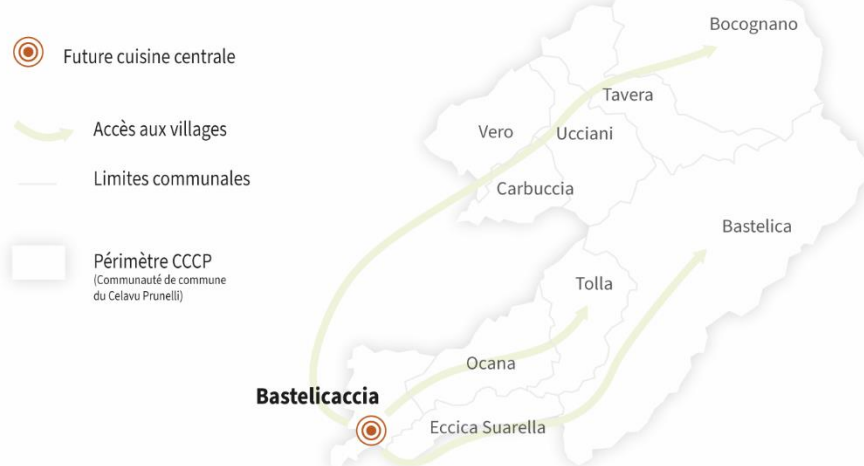 Future cuisine centrale
Accès aux villages
Limites communales
Périmètre CCCP
(Communauté de commune
du Celavu Prunelli)
Bocognano
Tavera
Vero
Ucciani
Carbuccia
Bastelica
Tolla
Ocana
Bastelicaccia
Eccica Suarella